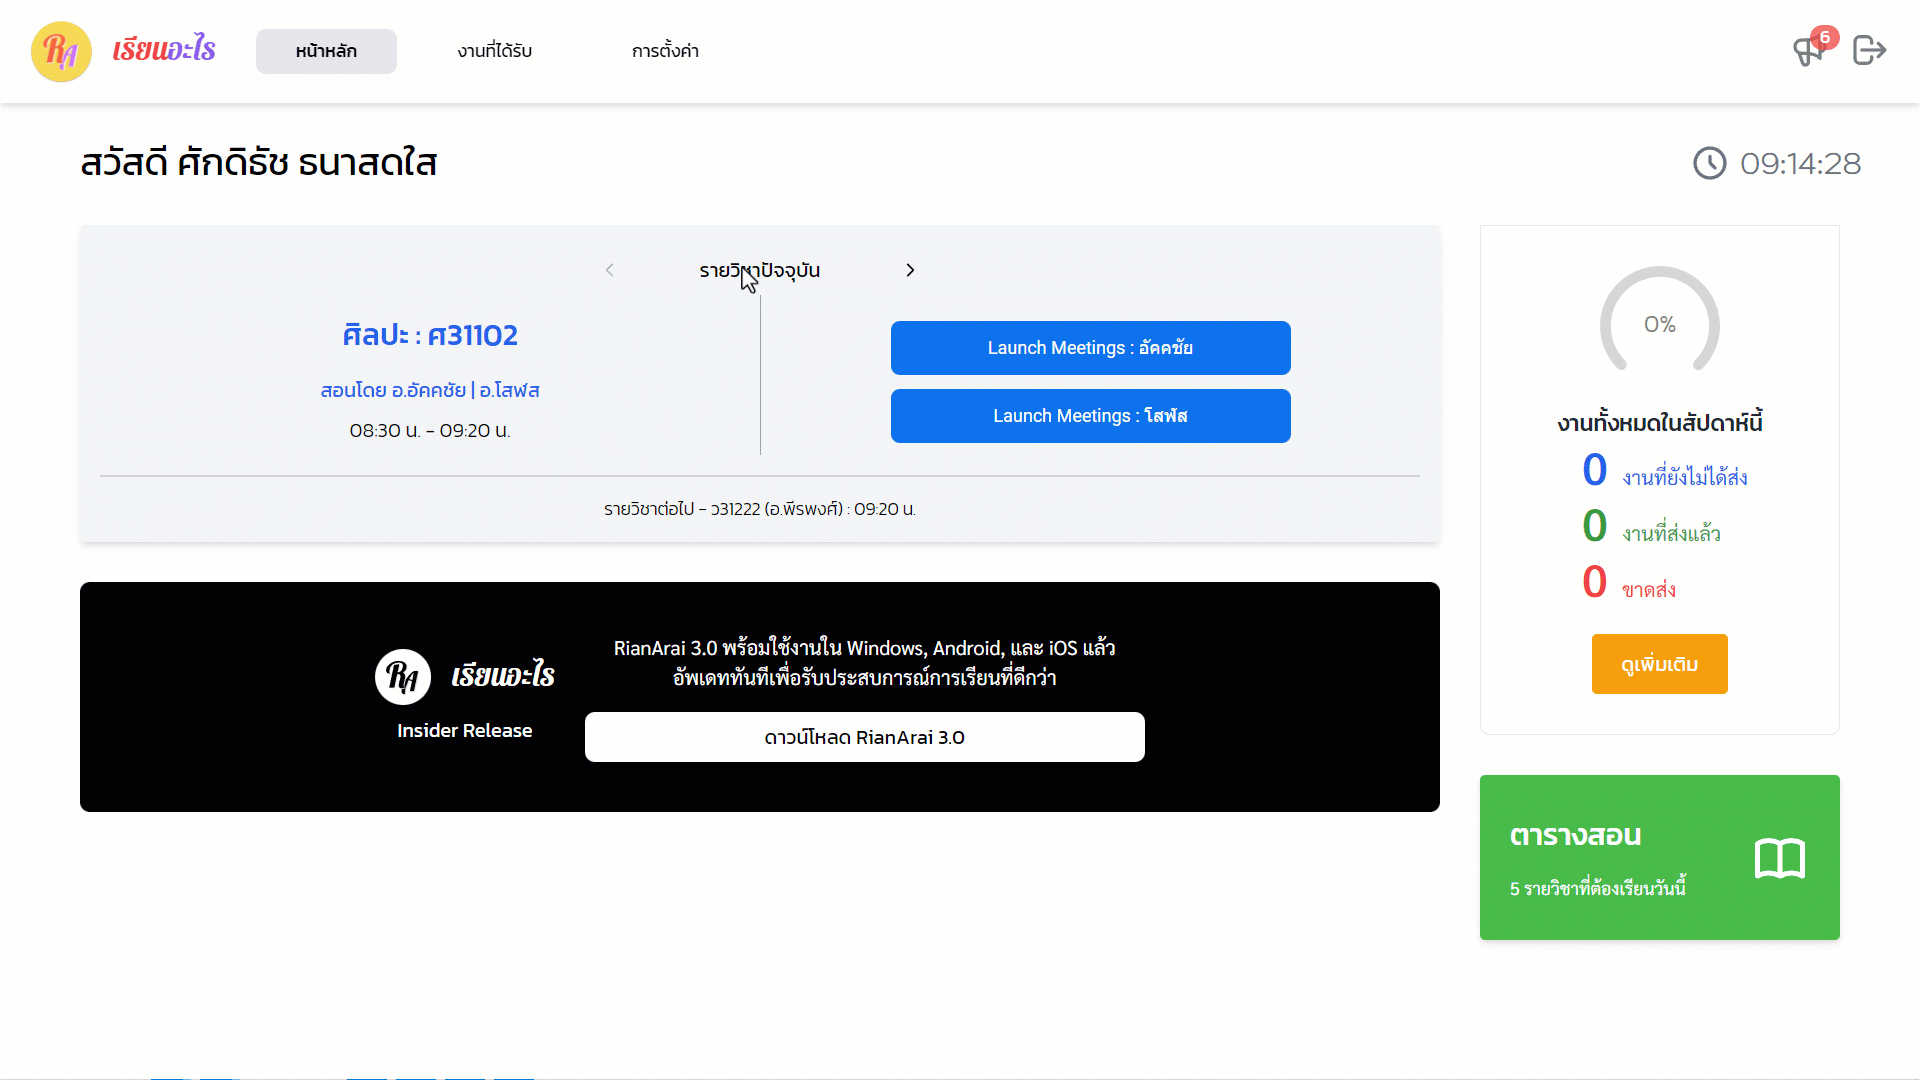 RA เรียนอะไร หน้าหลัก งานที่ได้รับ การตั้งค่า 6
สวัสดี ศักดิธัช ธนาสดใส
09:14:28
รายวิชาปัจจุบัน
ศิลปะ : ศ31102
สอนโดย อ.อัคคชัย | อ.โสฬส
08:30 น. - 09:20 น.
Launch Meetings : อัคคชัย
Launch Meetings : โสฬส
รายวิชาต่อไป - ว31222 (อ.พีรพงศ์) : 09:20 น.
RA เรียนอะไร
Insider Release
RianArai 3.0 พร้อมใช้งานใน Windows, Android, และ iOS แล้ว
อัพเดททันทีเพื่อรับประสบการณ์การเรียนที่ดีกว่า
ดาวน์โหลด RianArai 3.0
0%
งานทั้งหมดในสัปดาห์นี้
0 งานที่ยังไม่ได้ส่ง
0 งานที่ส่งแล้ว
0 ขาดส่ง
ดูเพิ่มเติม
ตารางสอน
5 รายวิชาที่ต้องเรียนวันนี้